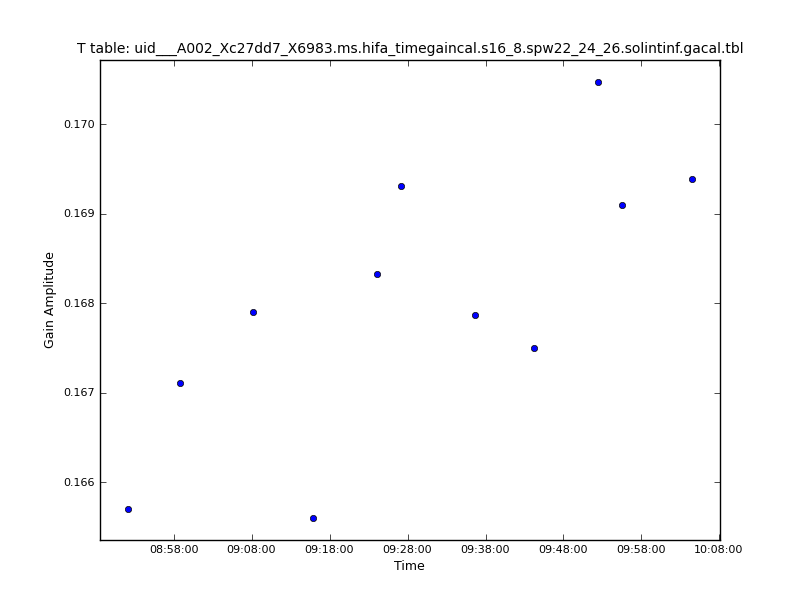 T table: uid___A002_Xc27dd7_X6983.ms.hifa_timegaincal.s16_8.spw22_24_26.solintinf.gacal.tbl
0.170
0.169
0.168
0.167
0.166
Gain Amplitude
08:58:00 09:08:00 09:18:00 09:28:00 09:38:00 09:48:00 09:58:00 10:08:00
Time